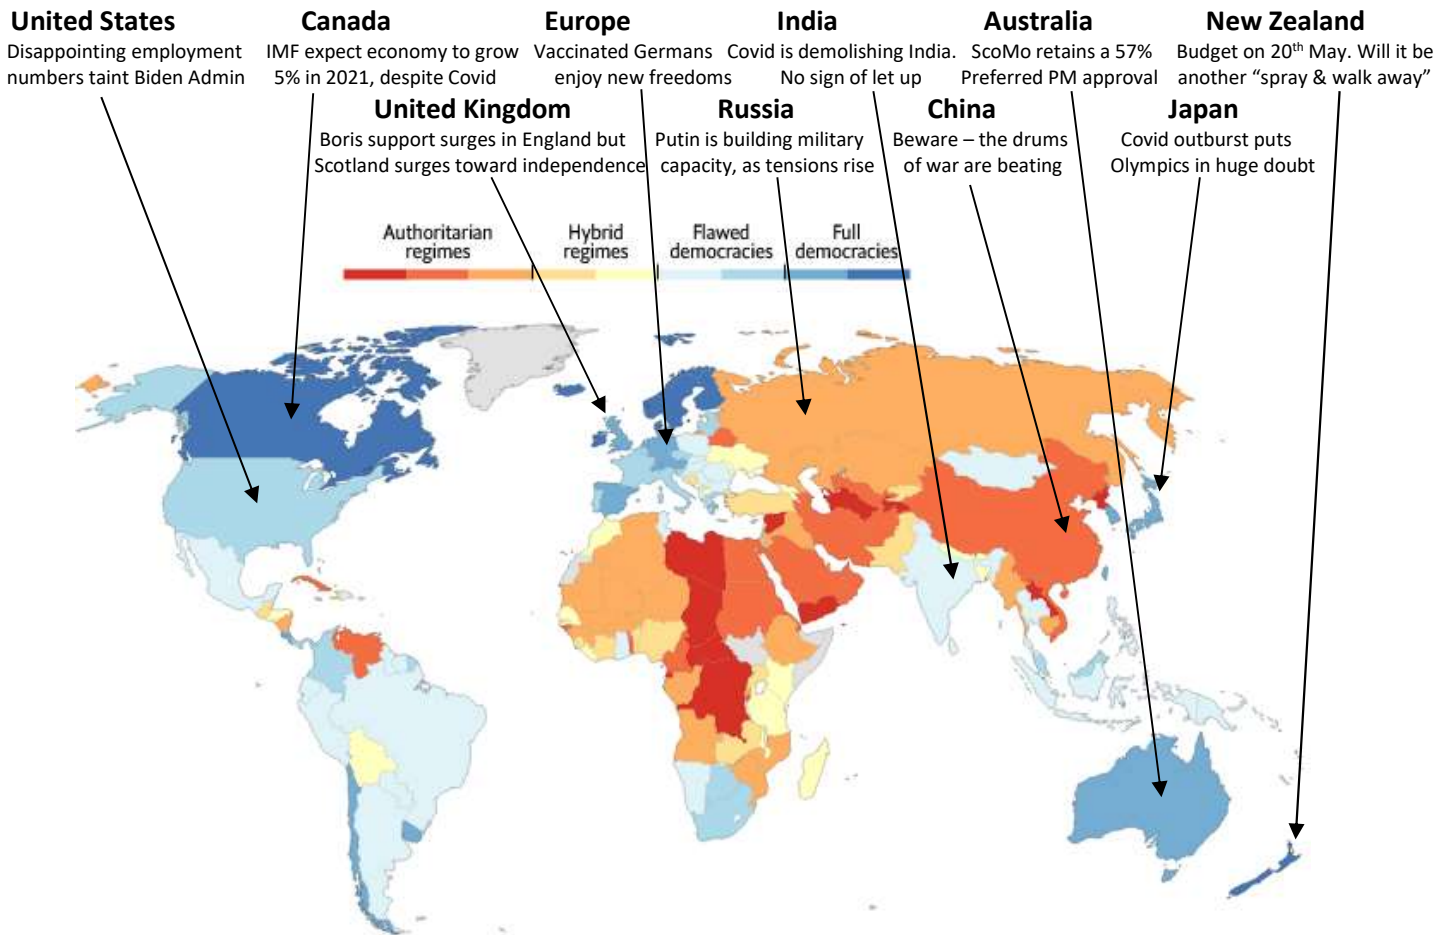 United States
Disappointing employment
numbers taint Biden Admin
Canada
IMF expect economy to grow
5% in 2021, despite Covid
Europe
Vaccinated Germans
enjoy new freedoms
India
Covid is demolishing India.
No sign of let up
Australia
ScoMo retains a 57%
Preferred PM approval
New Zealand
Budget on 20th May. Will it be
another “spray & walk away”
United Kingdom
Boris support surges in England but
Scotland surges toward independence
Russia
Putin is building military
capacity, as tensions rise
China
Beware – the drums
of war are beating
Japan
Covid outburst puts
Olympics in huge doubt
Authoritarian
regimes
Hybrid
regimes
Flawed
democracies
Full
democracies